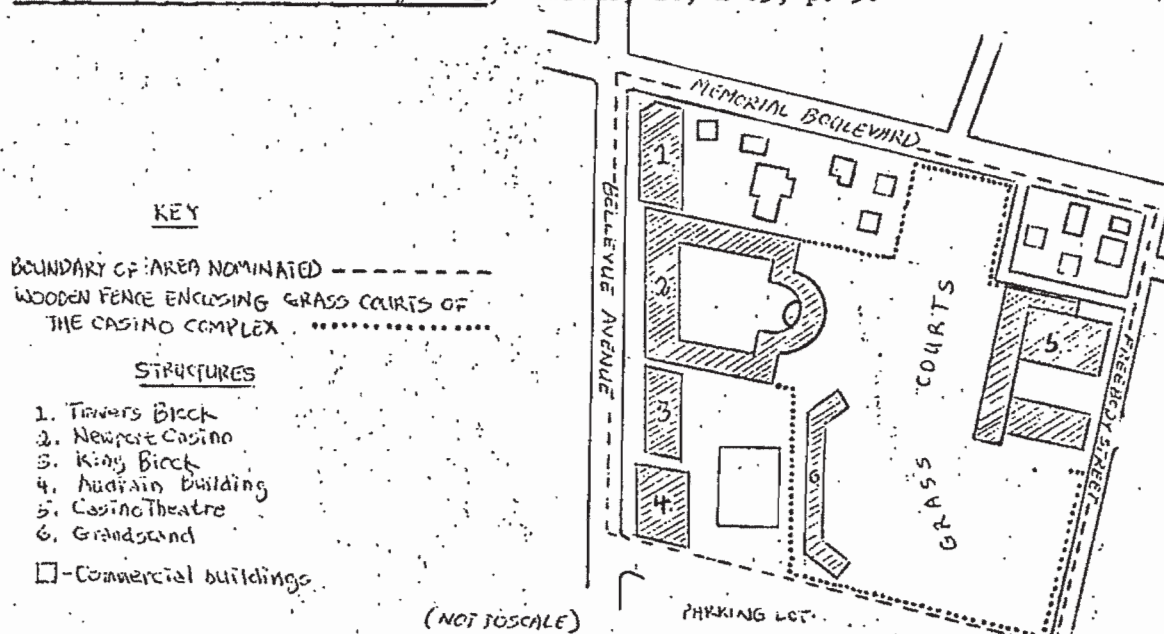 MEMORIAL BOULEVARD
BELLEVUE AVENUE
KEY
BOUNDARY OF AREA NOMINATED
WOODEN FENCE ENCLOSING GRASS COURTS OF
THE CASINO COMPLEX
STRUCTURES
1. Travers Block
2. Newport Casino
3. King Block
4. Audrain Building
5. Casino Theatre
6. Grandstand
-Commercial buildings
(NOT TO SCALE)
1
2
3
4
5
6
GRASS COURTS
FREEBODY STREET
PARKING LOT